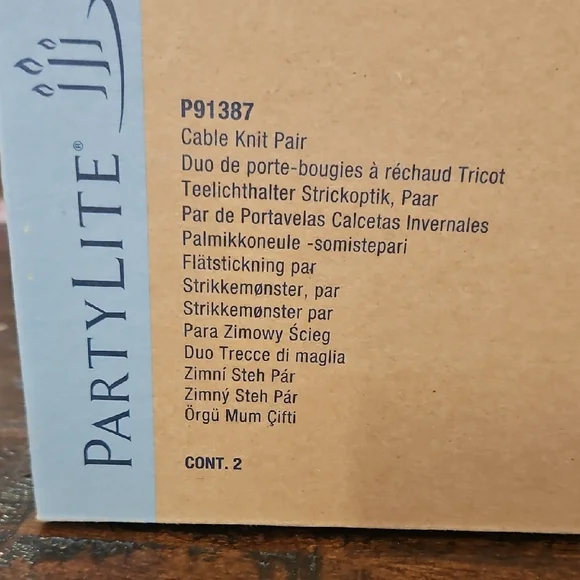 PARTYLITE®
P91387
Cable Knit Pair
Duo de porte-bougies à réchaud Tricot
Teelichthalter Strickoptik, Paar
Par de Portavelas Calcetas Invernales
Palmikkoneule -somistepari
Flätstickning par
Strikkemønster, par
Strikkemønster par
Para Zimowy Ścieg
Duo Trecce di maglia
Zimní Steh Pár
Zimný Steh Pár
Örgü Mum Çifti
CONT. 2